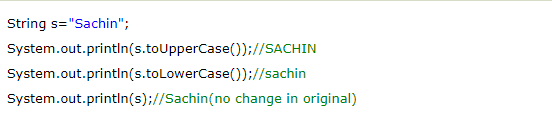 String s="Sachin";
System.out.println(s.toUpperCase());//SACHIN
System.out.println(s.toLowerCase());//sachin
System.out.println(s);//Sachin(no change in original)